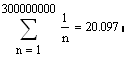 300000000
∑ 1/n = 20.097
n = 1